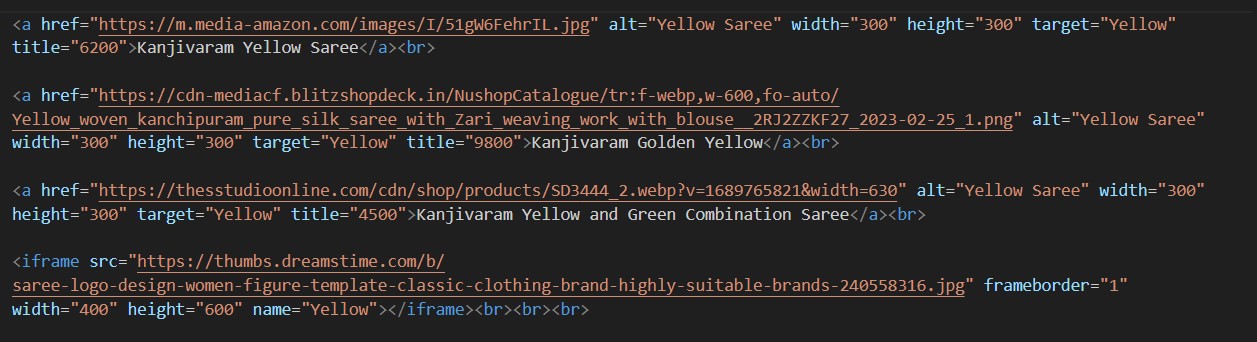 <a href="https://m.media-amazon.com/images/I/51gW6FehrIL.jpg" alt="Yellow Saree" width="300" height="300" target="Yellow"
title="6200">Kanjivaram Yellow Saree</a><br>
<a href="https://cdn-mediacf.blitzshopdeck.in/NushopCatalogue/tr:f-webp,w-600,fo-auto/
Yellow_woven_kanchipuram_pure_silk_saree_with_Zari_weaving_work_with_blouse__2RJ2ZZKF27_2023-02-25_1.png" alt="Yellow Saree"
width="300" height="300" target="Yellow" title="9800">Kanjivaram Golden Yellow</a><br>
<a href="https://thesstudioonline.com/cdn/shop/products/SD3444_2.webp?v=1689765821&width=630" alt="Yellow Saree" width="300"
height="300" target="Yellow" title="4500">Kanjivaram Yellow and Green Combination Saree</a><br>
<iframe src="https://thumbs.dreamstime.com/b/
saree-logo-design-women-figure-template-classic-clothing-brand-highly-suitable-brands-240558316.jpg" frameborder="1"
width="400" height="600" name="Yellow"></iframe><br><br><br>